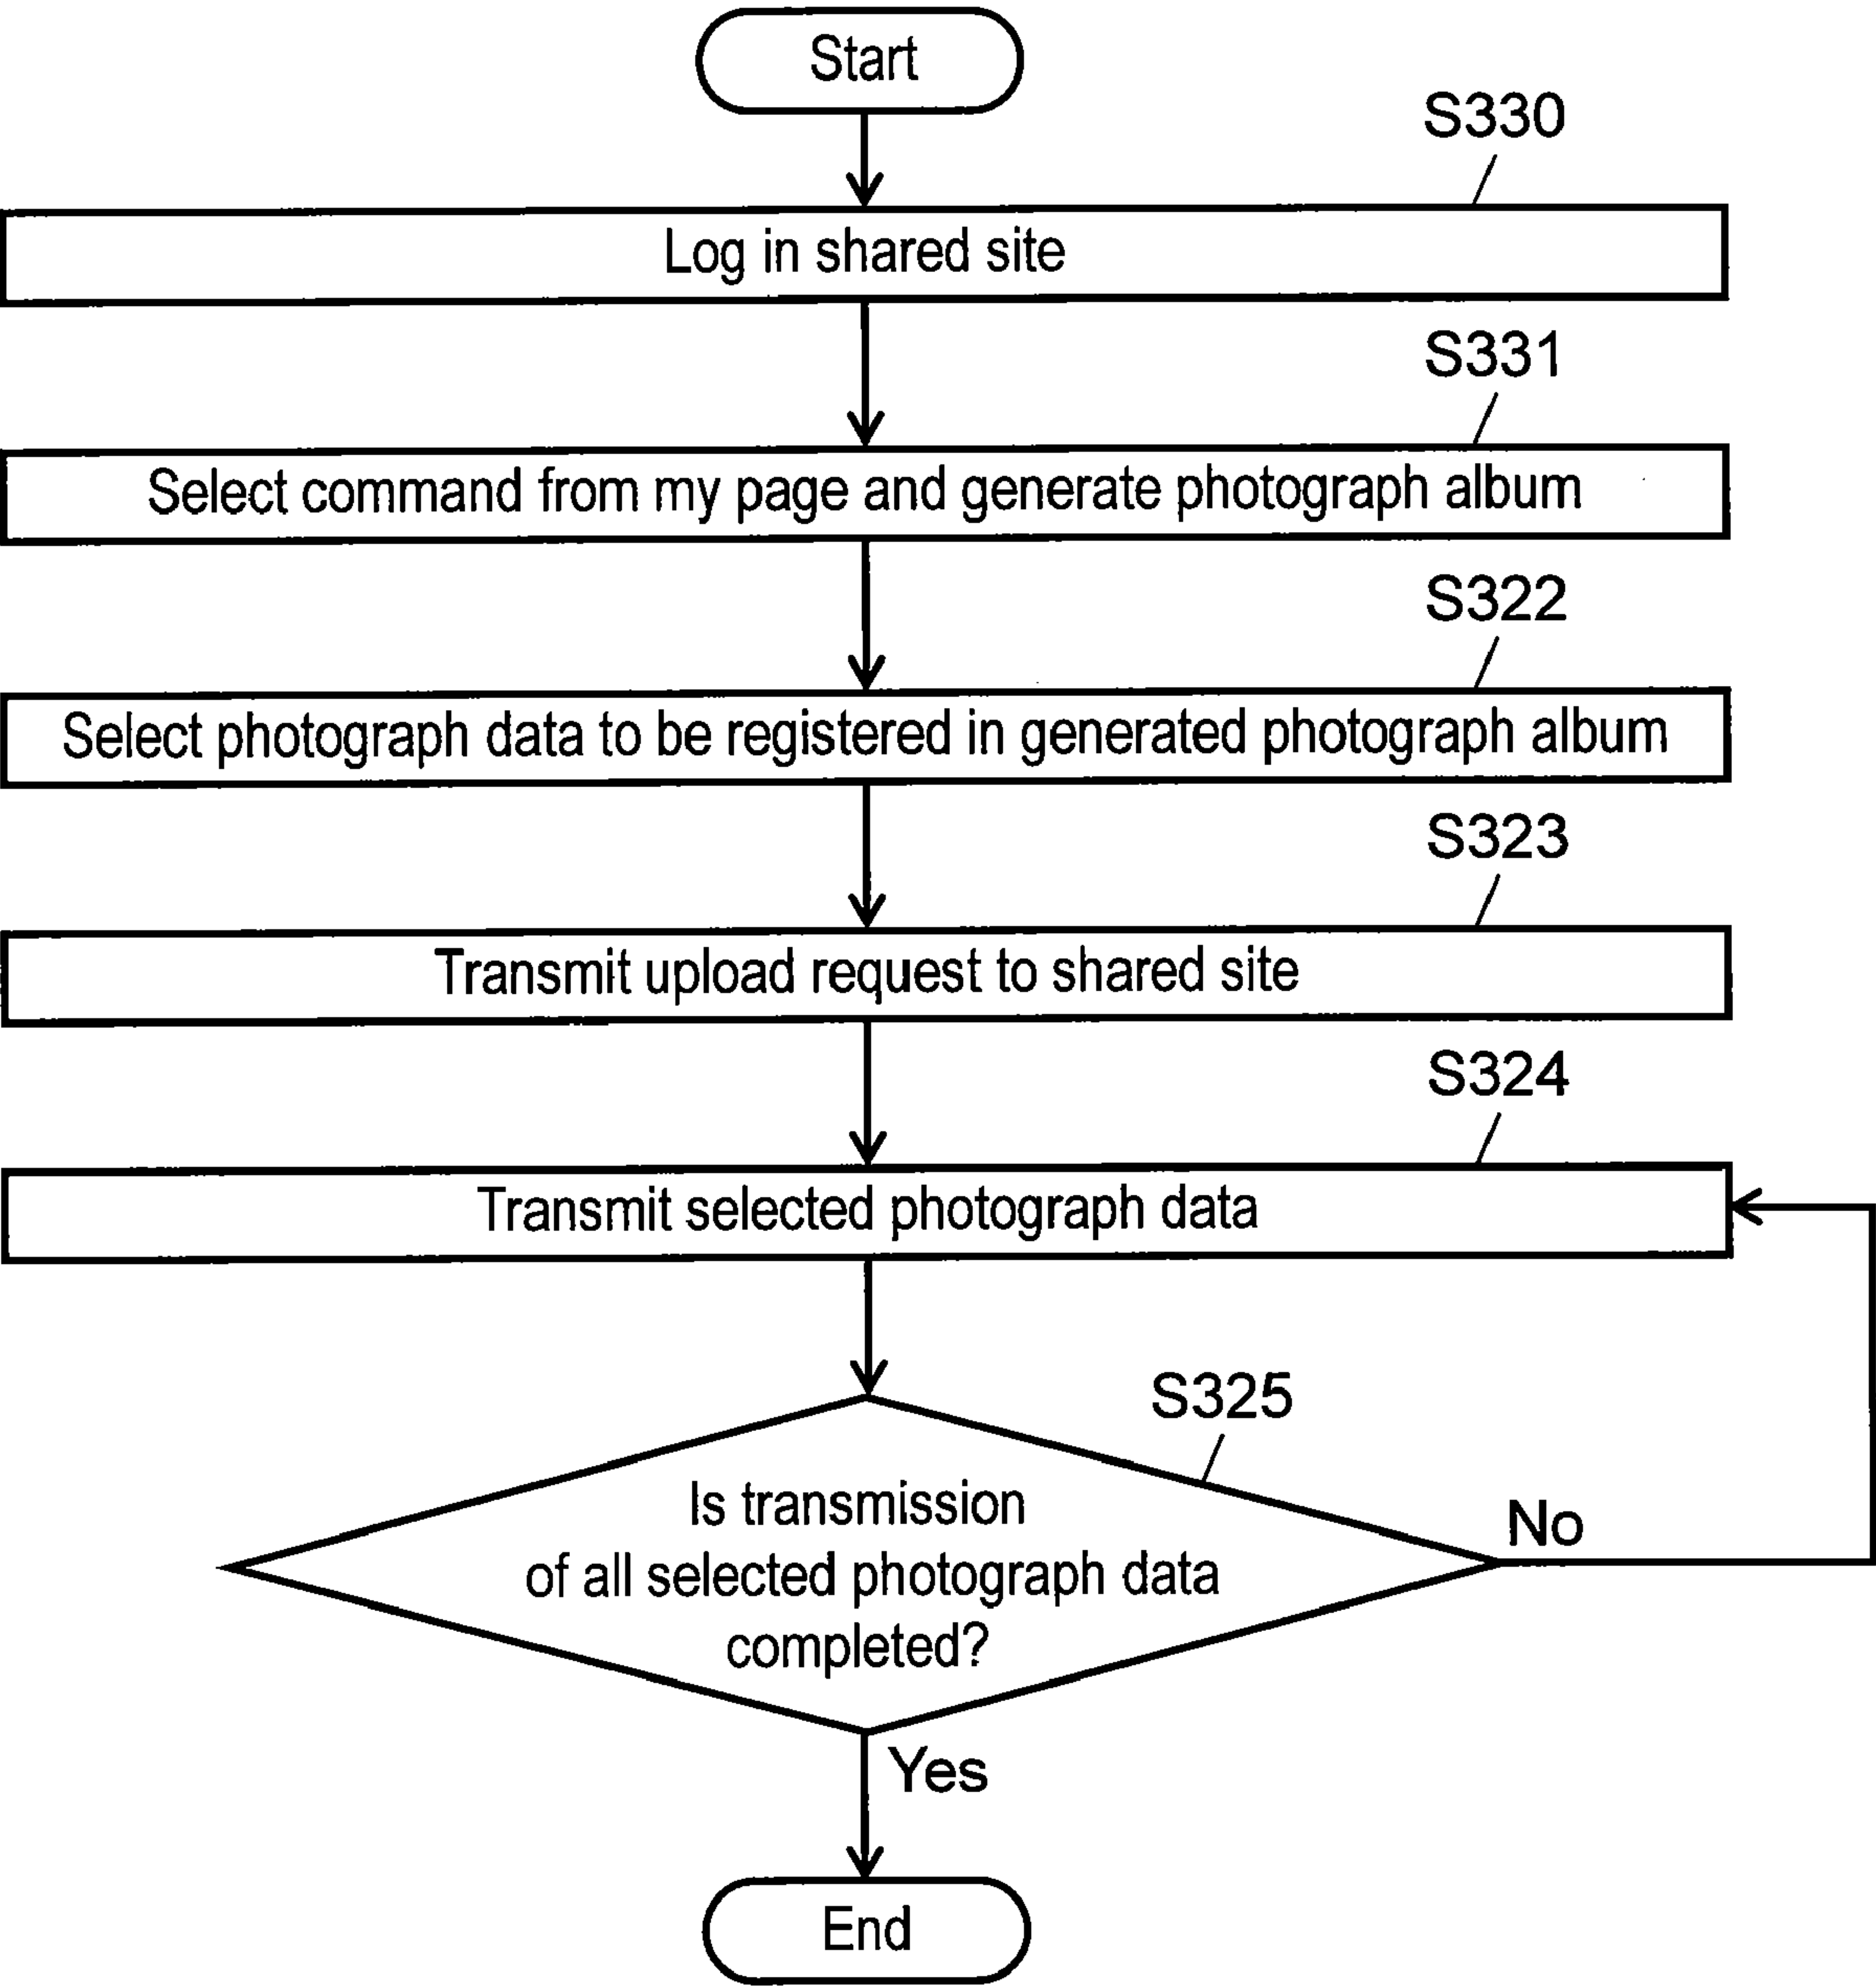 Start
S330
Log in shared site
S331
Select command from my page and generate photograph album
S322
Select photograph data to be registered in generated photograph album
S323
Transmit upload request to shared site
S324
Transmit selected photograph data
S325
Is transmission
of all selected photograph data
completed?
No
Yes
End